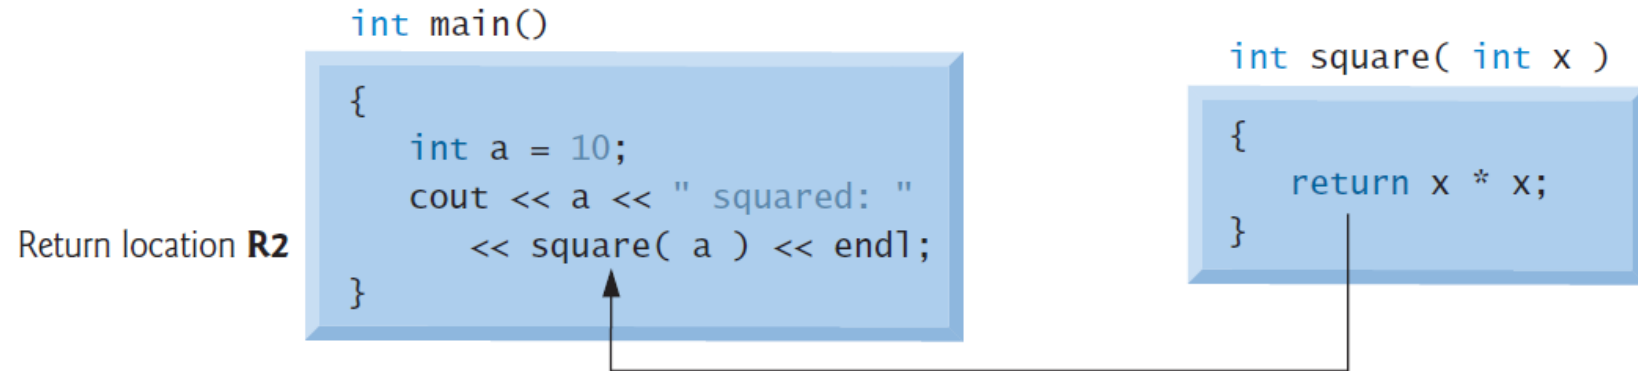 int main()
{
int a = 10;
cout << a << " squared: "
Return location R2
<< square( a ) << endl;
}
int square( int x )
{
return x * x;
}